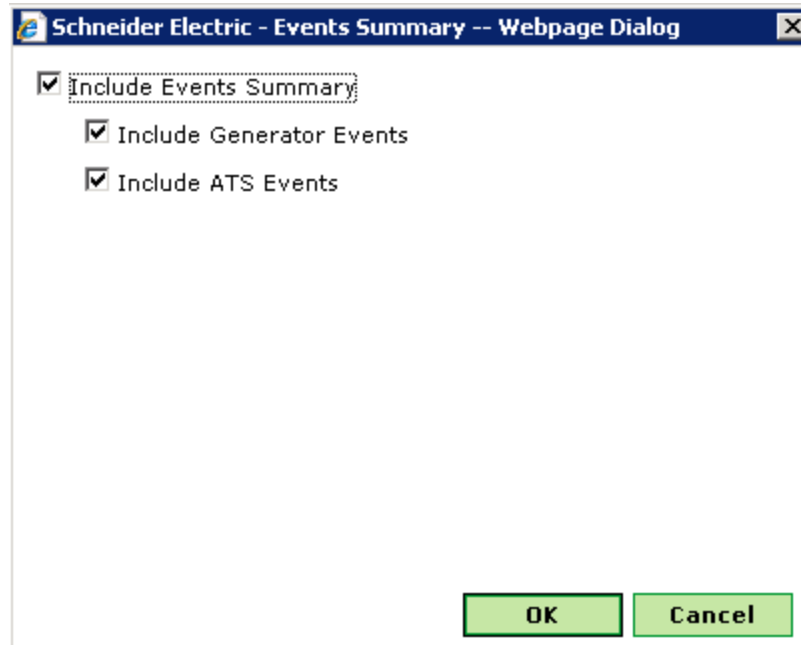 Schneider Electric - Events Summary -- Webpage Dialog
Include Events Summary
Include Generator Events
Include ATS Events
OK Cancel